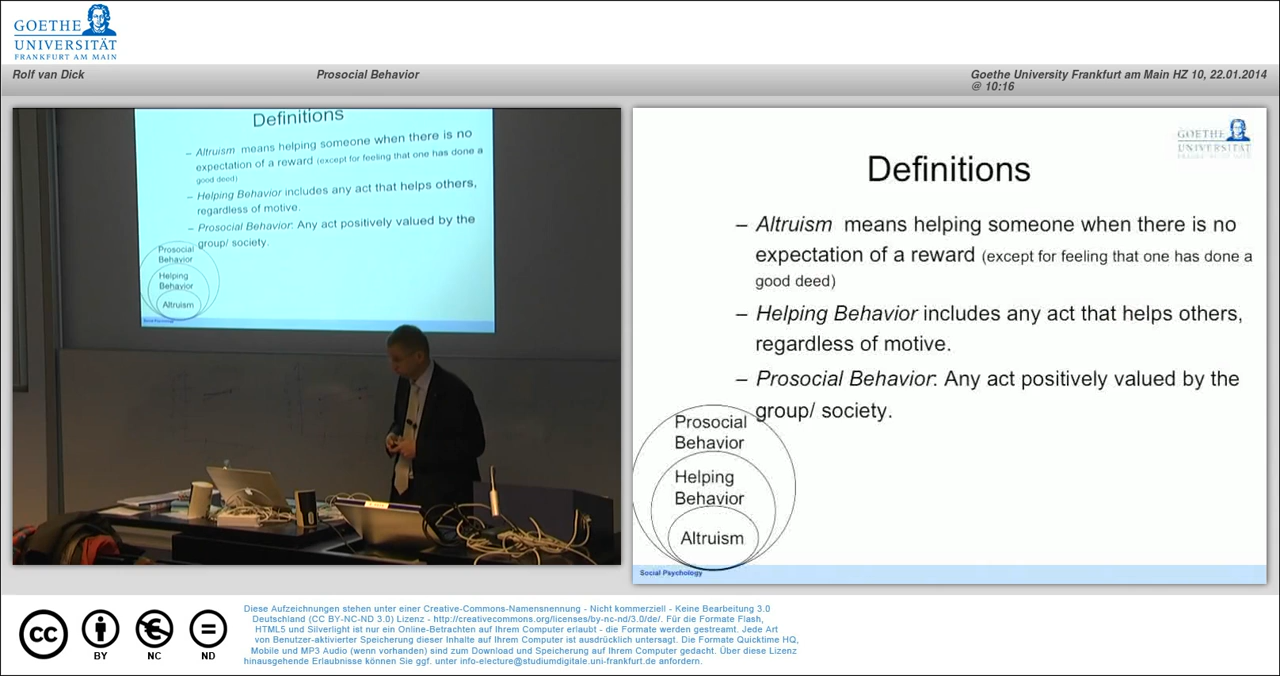 GOETHE
UNIVERSITÄT
FRANKFURT AM MAIN
Rolf van Dick
Prosocial Behavior
Goethe University Frankfurt am Main HZ 10, 22.01.2014
@ 10:16
Definitions
– Altruism means helping someone when there is no
expectation of a reward (except for feeling that one has done a
good deed)
– Helping Behavior includes any act that helps others,
regardless of motive.
– Prosocial Behavior: Any act positively valued by the
group/ society.
Prosocial
Behavior
Helping
Behavior
Altruism
Social Psychology
GOETHE
UNIVERSITÄT
FRANKFURT AM MAIN
Definitions
– Altruism means helping someone when there is no
expectation of a reward (except for feeling that one has done a
good deed)
– Helping Behavior includes any act that helps others,
regardless of motive.
– Prosocial Behavior: Any act positively valued by the
group/ society.
Prosocial
Behavior
Helping
Behavior
Altruism
Social Psychology
cc
BY
NC
ND
Diese Aufzeichnungen stehen unter einer Creative-Commons-Namensnennung - Nicht kommerziell - Keine Bearbeitung 3.0
Deutschland (CC BY-NC-ND 3.0) Lizenz - http://creativecommons.org/licenses/by-nc-nd/3.0/de/. Für die Formate Flash,
HTML5 und Silverlight ist nur ein Online-Betrachten auf Ihrem Computer erlaubt - die Formate werden gestreamt. Jede Art
von Benutzer-aktivierter Speicherung dieser Inhalte auf Ihrem Computer ist ausdrücklich untersagt. Die Formate Quicktime HQ,
Mobile und MP3 Audio (wenn vorhanden) sind zum Download und Speicherung auf Ihrem Computer gedacht. Über diese Lizenz
hinausgehende Erlaubnisse können Sie ggf. unter info-electure@studiumdigitale.uni-frankfurt.de anfordern.